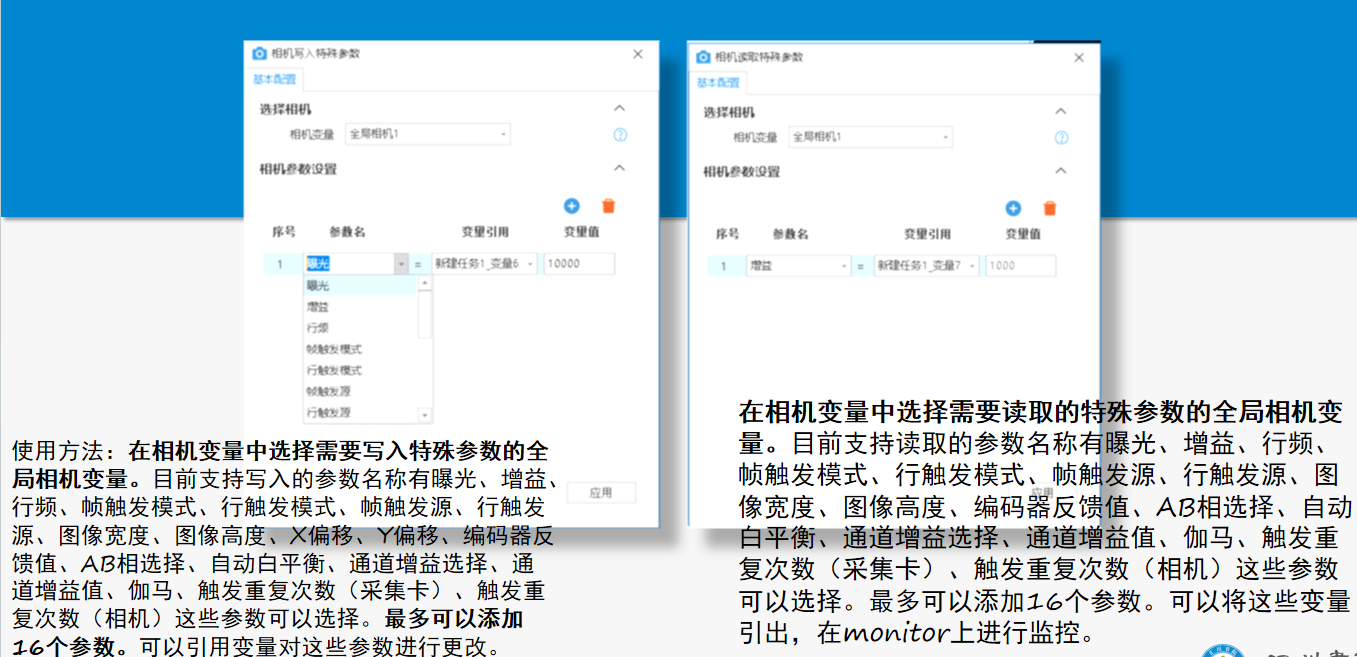 相机写入特殊参数
基本配置
选择相机
相机变量 全局相机1
相机参数设置
序号 参数名 变量引用 变量值
1 曝光 = 新建任务1_变量6 10000
曝光
增益
行频
帧触发模式
行触发模式
帧触发源
行触发源
应用
使用方法：在相机变量中选择需要写入特殊参数的全
局相机变量。目前支持写入的参数名称有曝光、增益、
行频、帧触发模式、行触发模式、帧触发源、行触发
源、图像宽度、图像高度、X偏移、Y偏移、编码器反
馈值、AB相选择、自动白平衡、通道增益选择、通
道增益值、伽马、触发重复次数（采集卡）、触发重
复次数（相机）这些参数可以选择。最多可以添加
16个参数。可以引用变量对这些参数进行更改。
相机读取特殊参数
基本配置
选择相机
相机变量 全局相机1
相机参数设置
序号 参数名 变量引用 变量值
1 增益 = 新建任务1_变量7 1000
应用
在相机变量中选择需要读取的特殊参数的全局相机变
量。目前支持读取的参数名称有曝光、增益、行频、
帧触发模式、行触发模式、帧触发源、行触发源、图
像宽度、图像高度、编码器反馈值、AB相选择、自动
白平衡、通道增益选择、通道增益值、伽马、触发重
复次数（采集卡）、触发重复次数（相机）这些参数
可以选择。最多可以添加16个参数。可以将这些变量
引出，在monitor上进行监控。